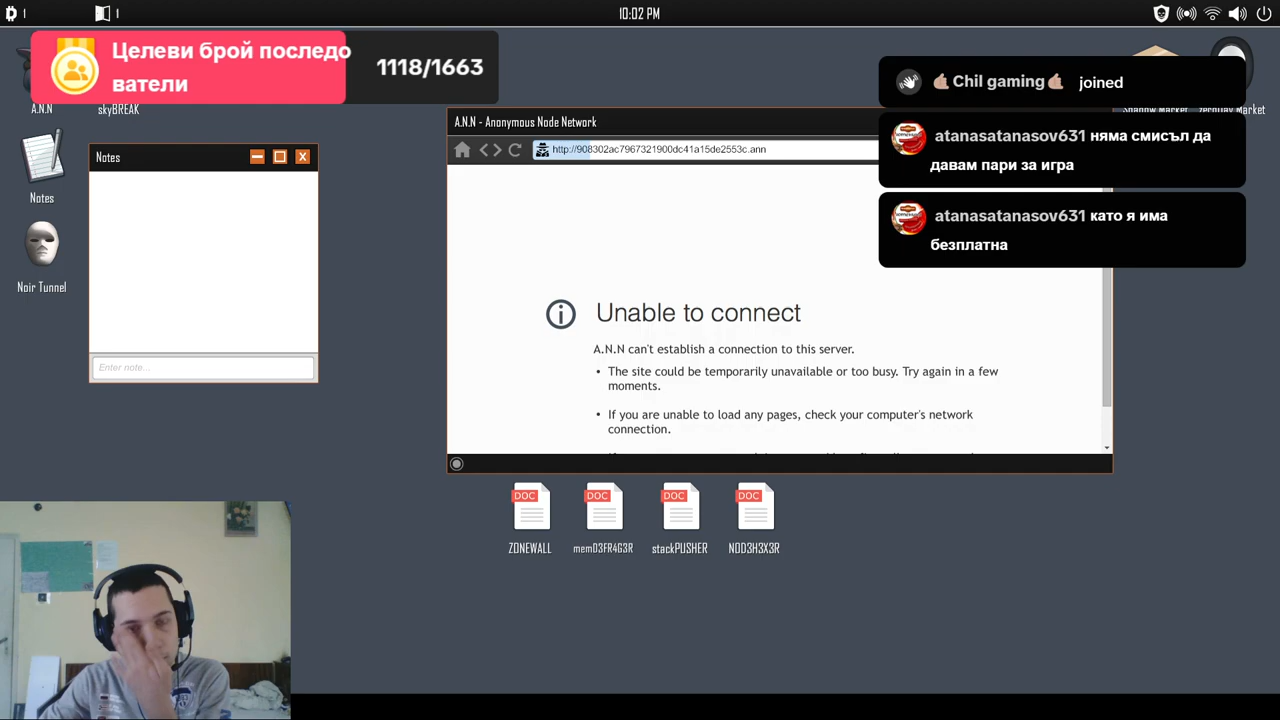 1
1
10:02 PM
Целеви брой последо
ватели
1118/1663
A.N.N
skyBREAK
Notes
Noir Tunnel
Notes
Enter note...
A.N.N - Anonymous Node Network
http://908302ac7967321900dc41a15de2553c.ann
Unable to connect
A.N.N can't establish a connection to this server.
• The site could be temporarily unavailable or too busy. Try again in a few
moments.
• If you are unable to load any pages, check your computer's network
connection.
🤙🏼 Chil gaming🤙🏼 joined
atanasatanasov631 няма смисъл да
давам пари за игра
atanasatanasov631 като я има
безплатна
DOC
ZONEWALL
DOC
memD3FR4G3R
DOC
stackPUSHER
DOC
N0D3H3X3R